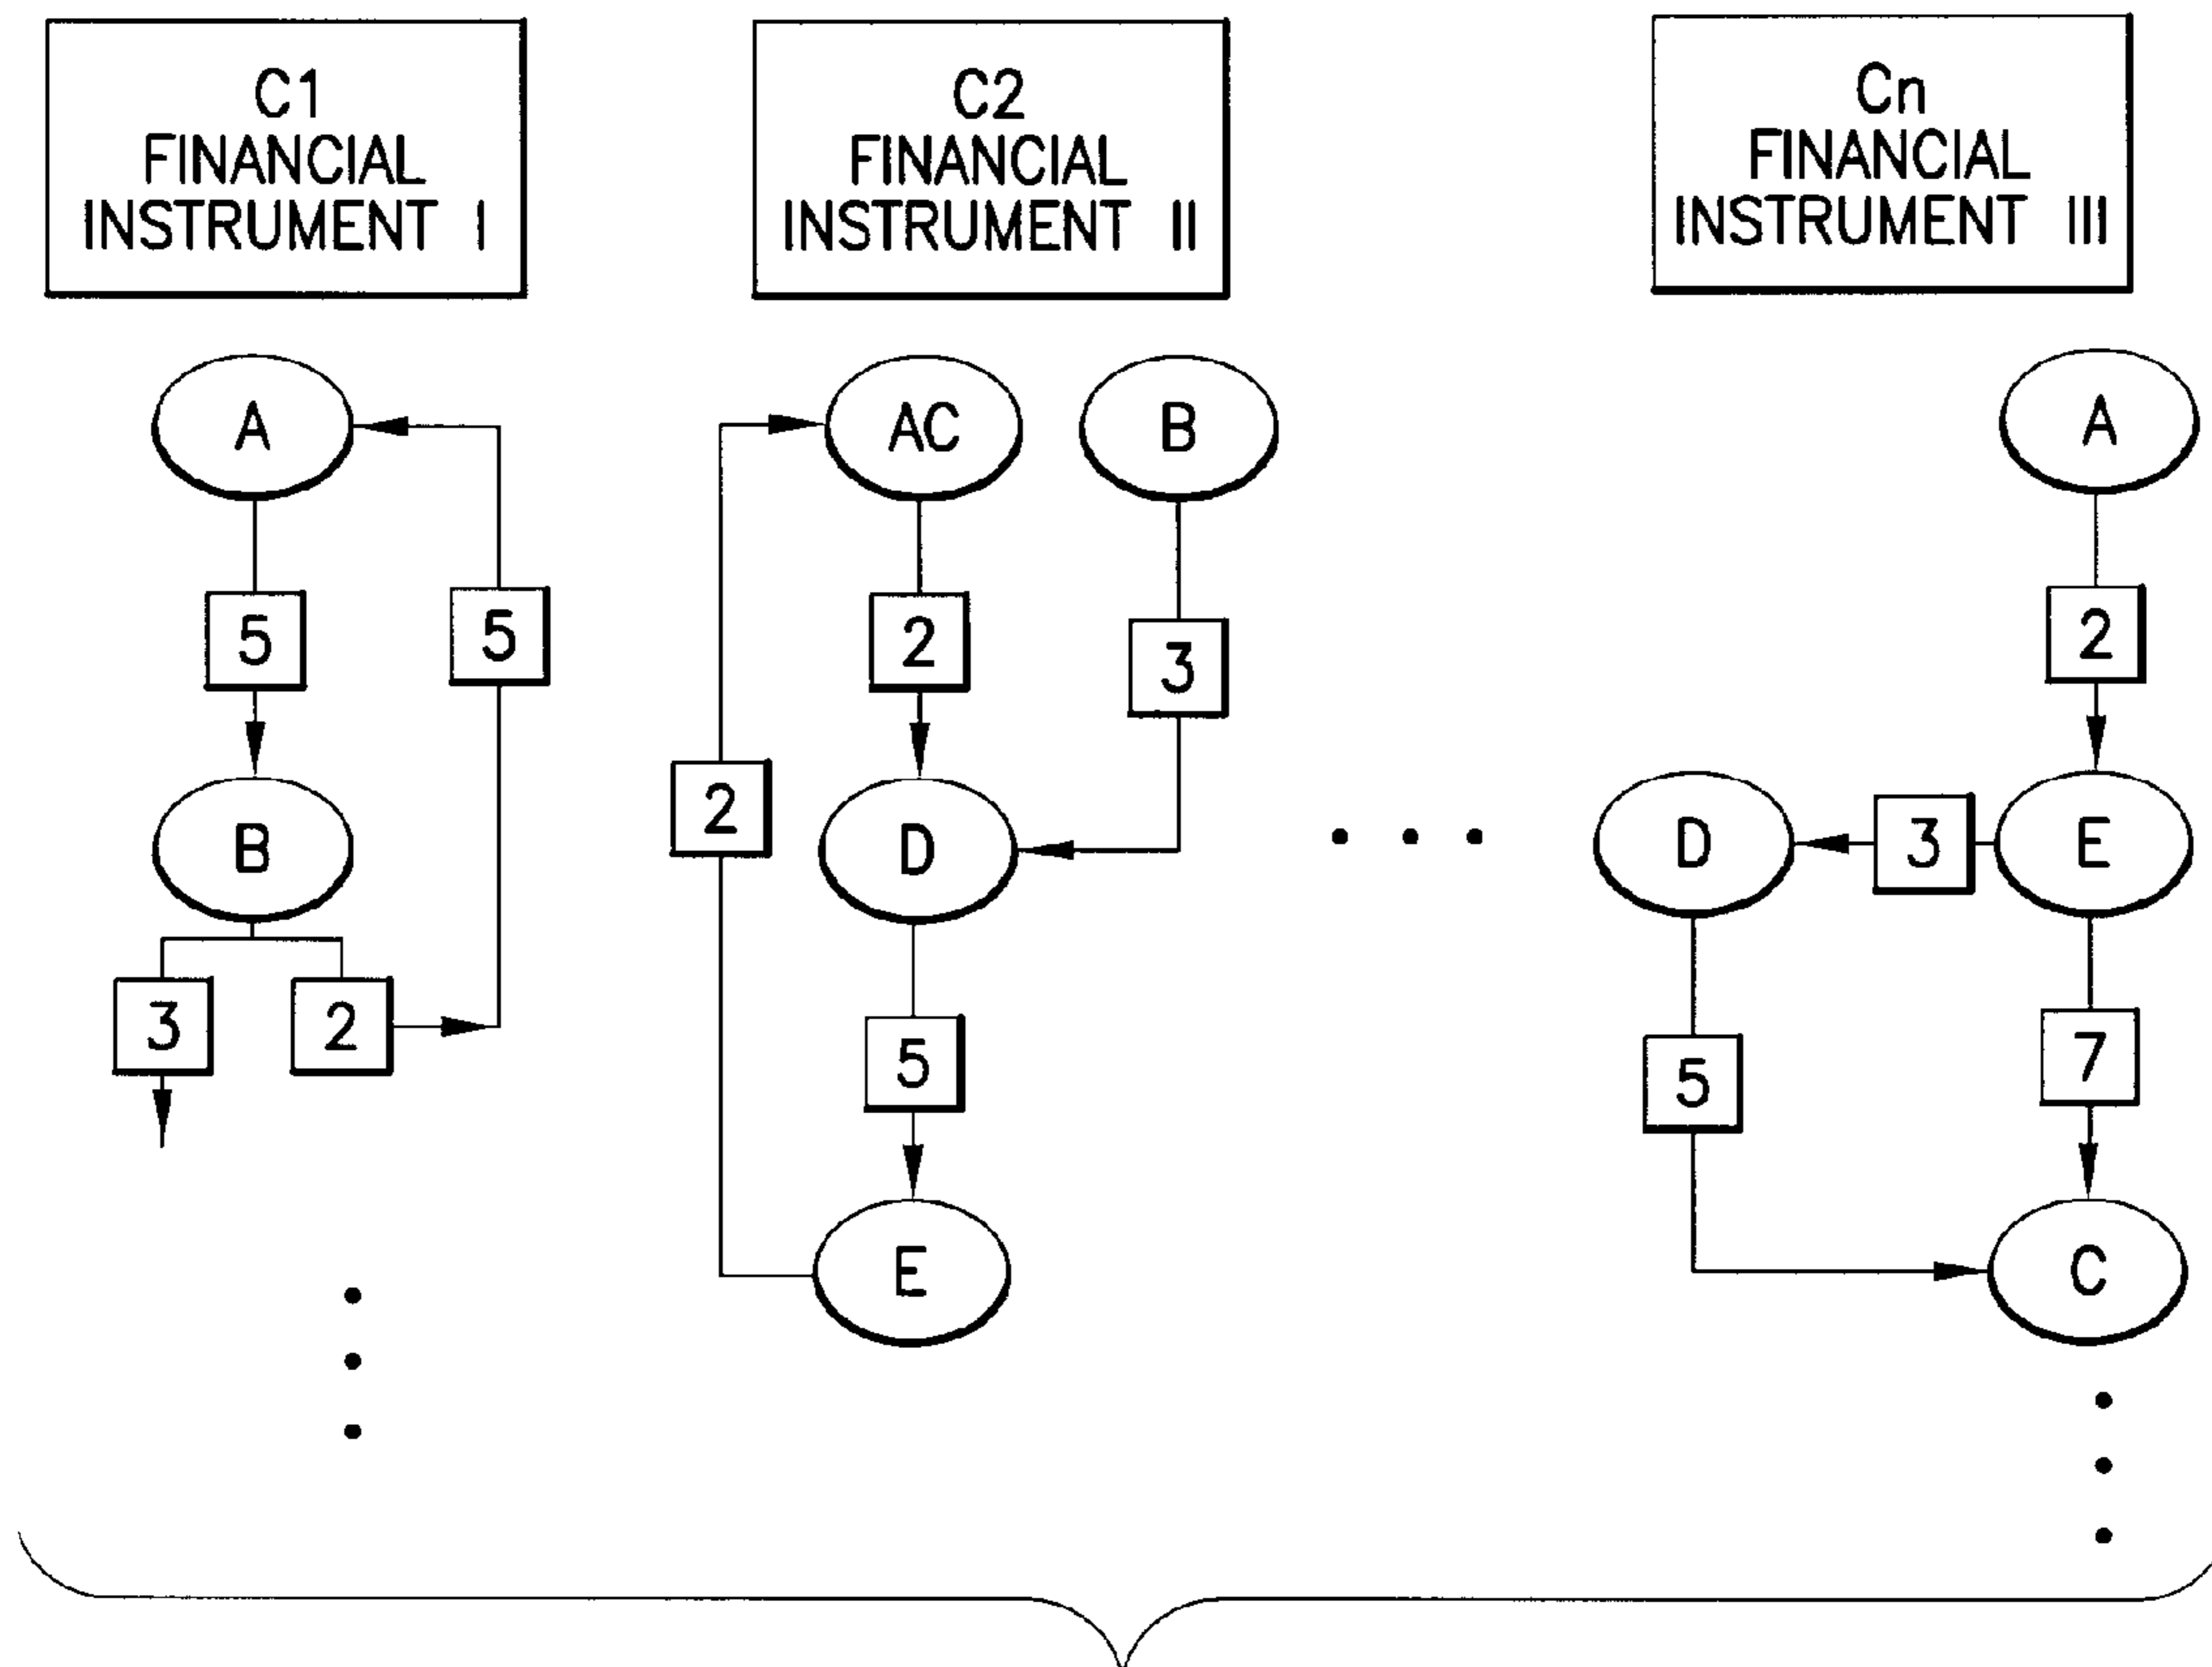 C1
FINANCIAL
INSTRUMENT I
C2
FINANCIAL
INSTRUMENT II
Cn
FINANCIAL
INSTRUMENT III
A
5
5
B
3
2
AC
B
2
3
2
D
5
E
A
2
D
3
E
5
7
C